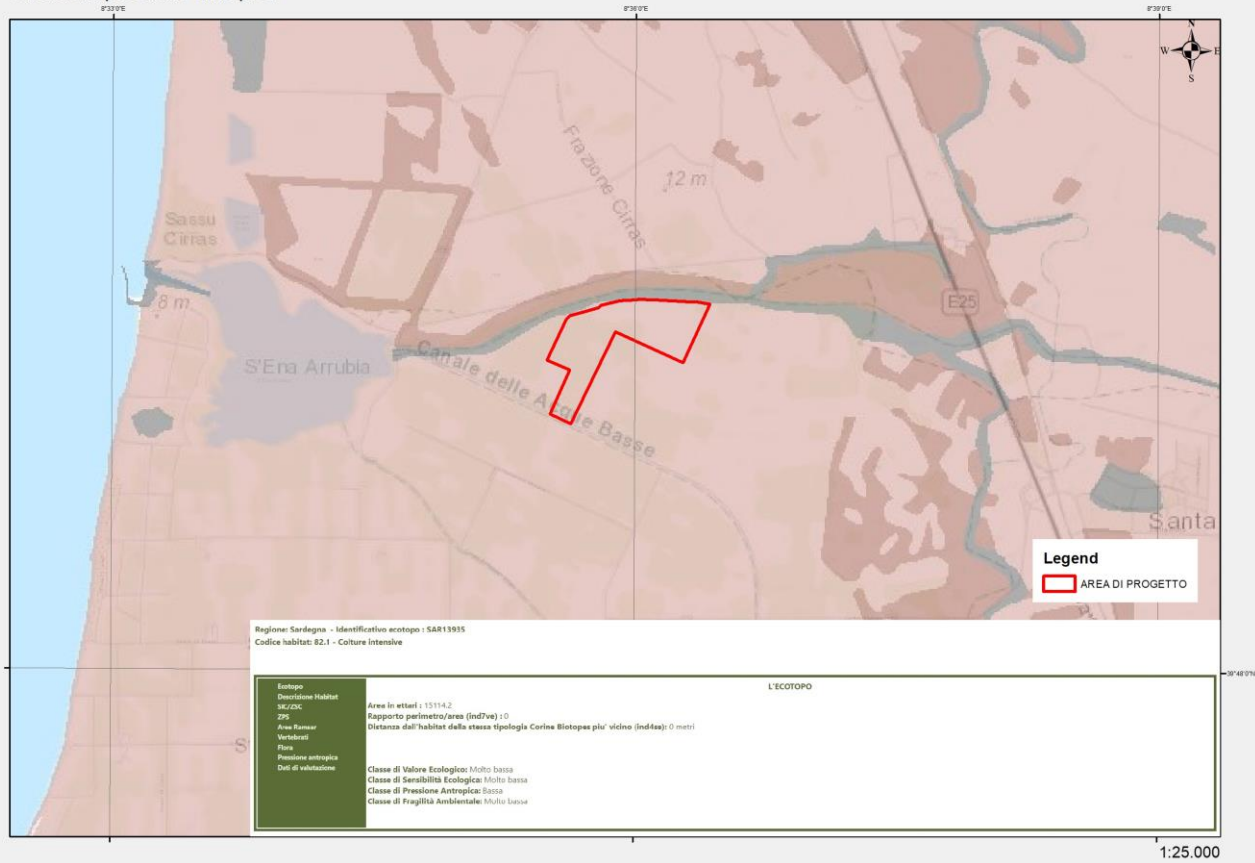 8°33'0"E
8°36'0"E
8°39'0"E
N
W E
S
Frazione Cirras
12 m
Sassu
Cirras
8 m
E25
S'Ena Arrubia
Canale delle Acque Basse
Santa
Legend
AREA DI PROGETTO
Regione: Sardegna - Identificativo ecotopo : SAR13935
Codice habitat: 82.1 - Colture intensive
L'ECOTOPO
Ecotopo
Descrizione Habitat
SIC/ZSC
ZPS
Aree Ramsar
Vertebrati
Flora
Pressione antropica
Dati di valutazione
Area in ettari : 15114.2
Rapporto perimetro/area (ind7ve) : 0
Distanza dall'habitat della stessa tipologia Corine Biotopes piu' vicino (ind4se): 0 metri
Classe di Valore Ecologico: Molto bassa
Classe di Sensibilità Ecologica: Molto bassa
Classe di Pressione Antropica: Bassa
Classe di Fragilità Ambientale: Molto bassa
1:25.000